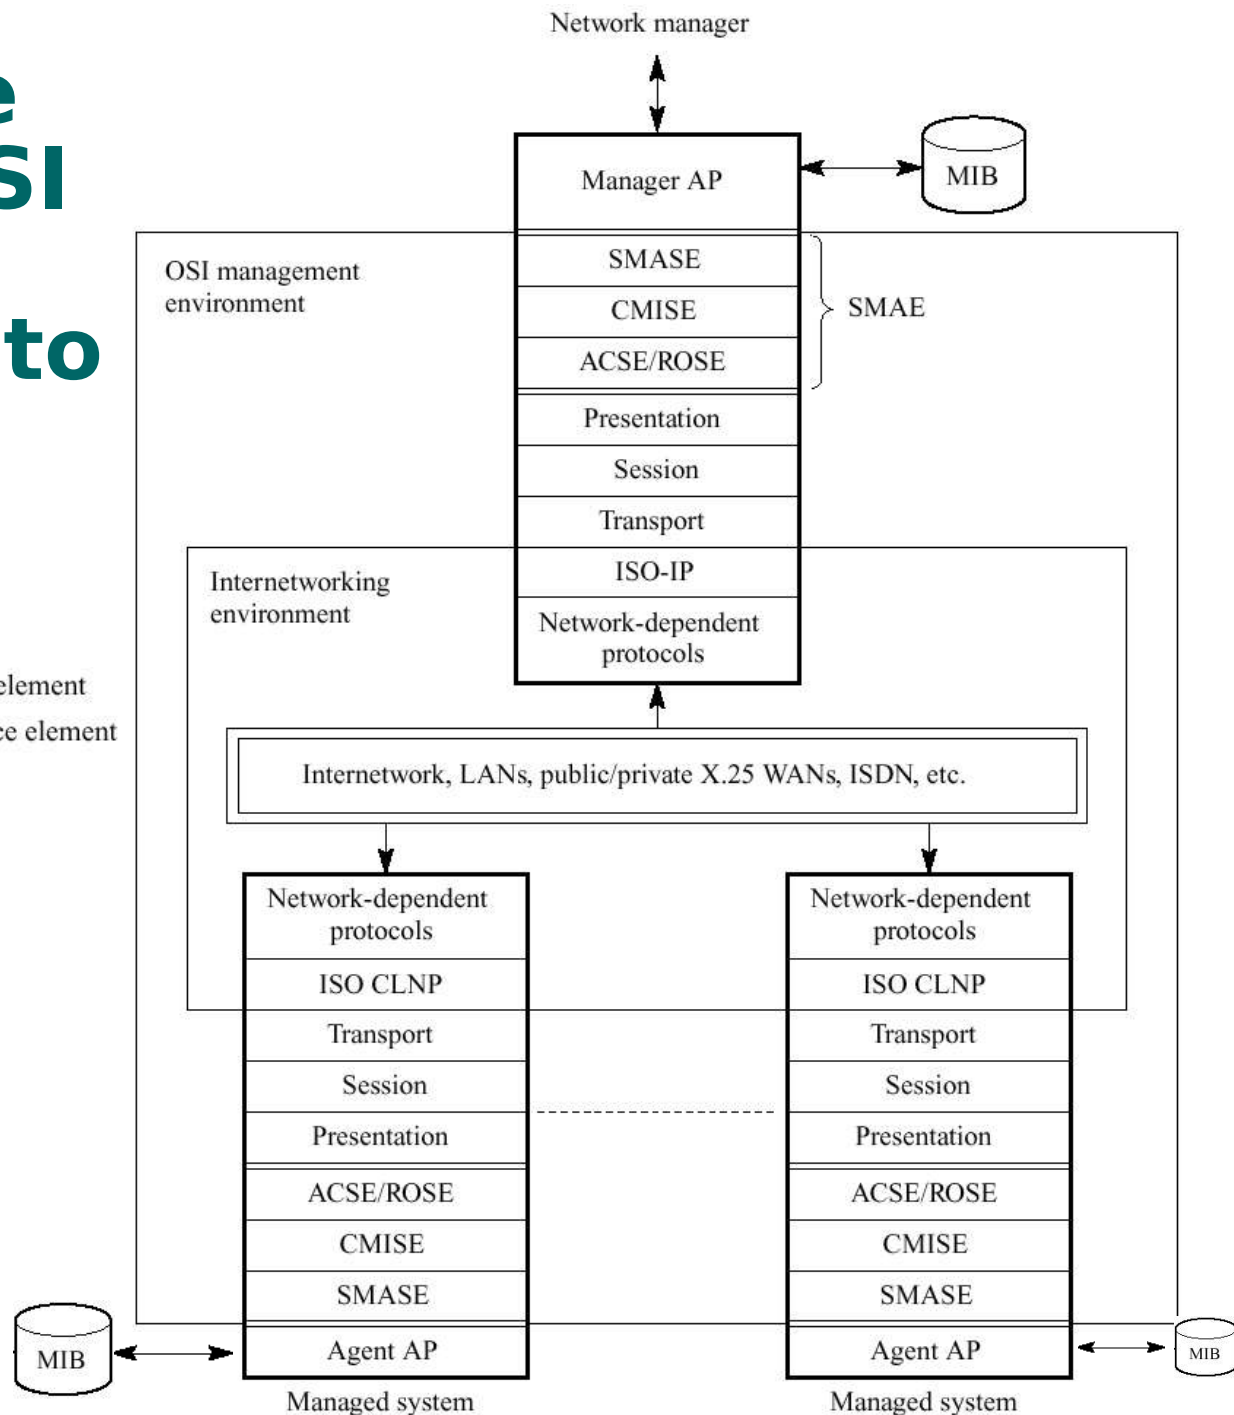 Network manager
e
SI
to
Manager AP
MIB
OSI management
environment
SMASE
CMISE
SMAE
ACSE/ROSE
Presentation
Session
Transport
Internetworking
environment
ISO-IP
Network-dependent
protocols
element
ce element
Internetwork, LANs, public/private X.25 WANs, ISDN, etc.
Network-dependent
protocols
ISO CLNP
Transport
Session
Presentation
ACSE/ROSE
CMISE
SMASE
Agent AP
MIB
Managed system
Network-dependent
protocols
ISO CLNP
Transport
Session
Presentation
ACSE/ROSE
CMISE
SMASE
Agent AP
MIB
Managed system